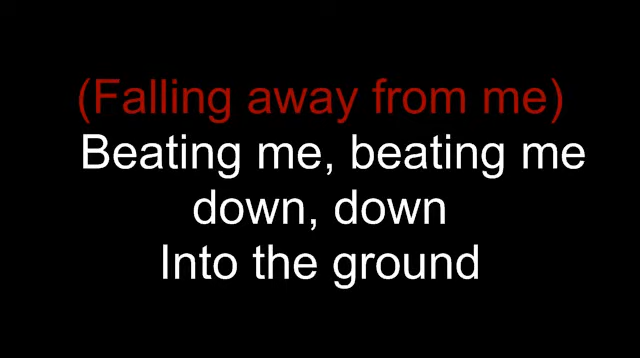 (Falling away from me)
Beating me, beating me
down, down
Into the ground